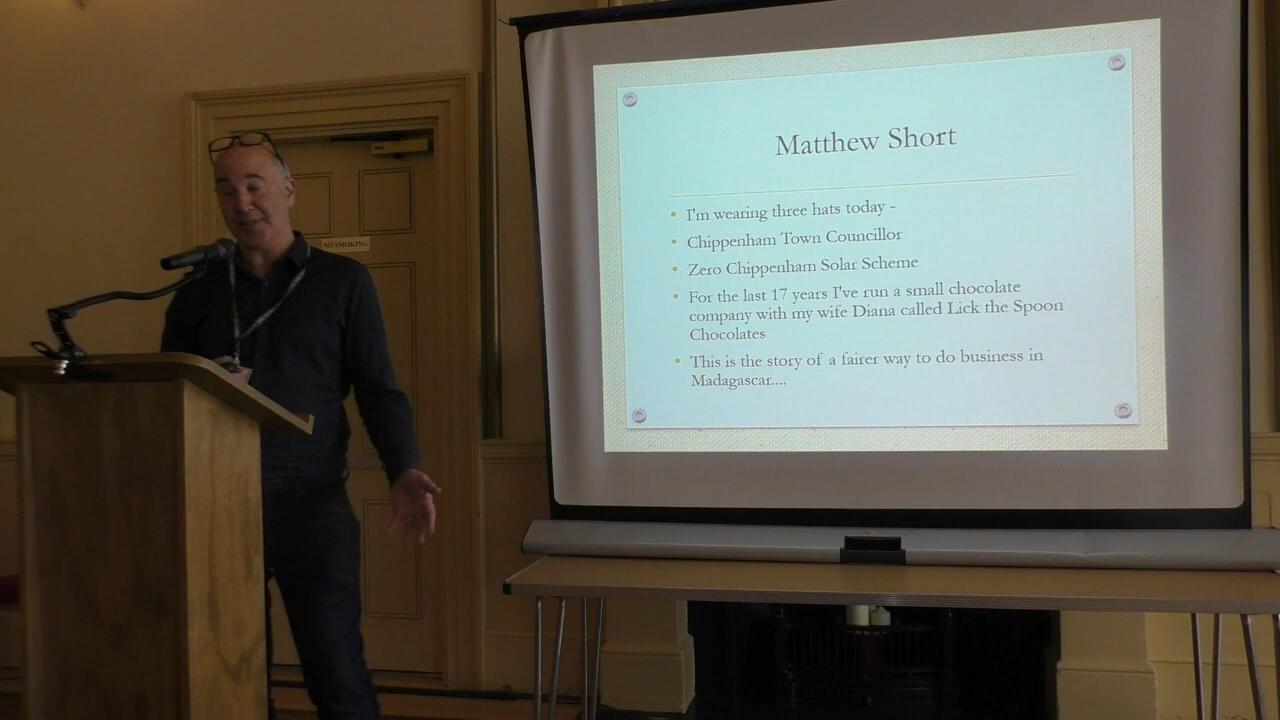 NO SMOKING
Matthew Short
I'm wearing three hats today -
Chippenham Town Councillor
Zero Chippenham Solar Scheme
For the last 17 years I've run a small chocolate
company with my wife Diana called Lick the Spoon
Chocolates
This is the story of a fairer way to do business in
Madagascar....